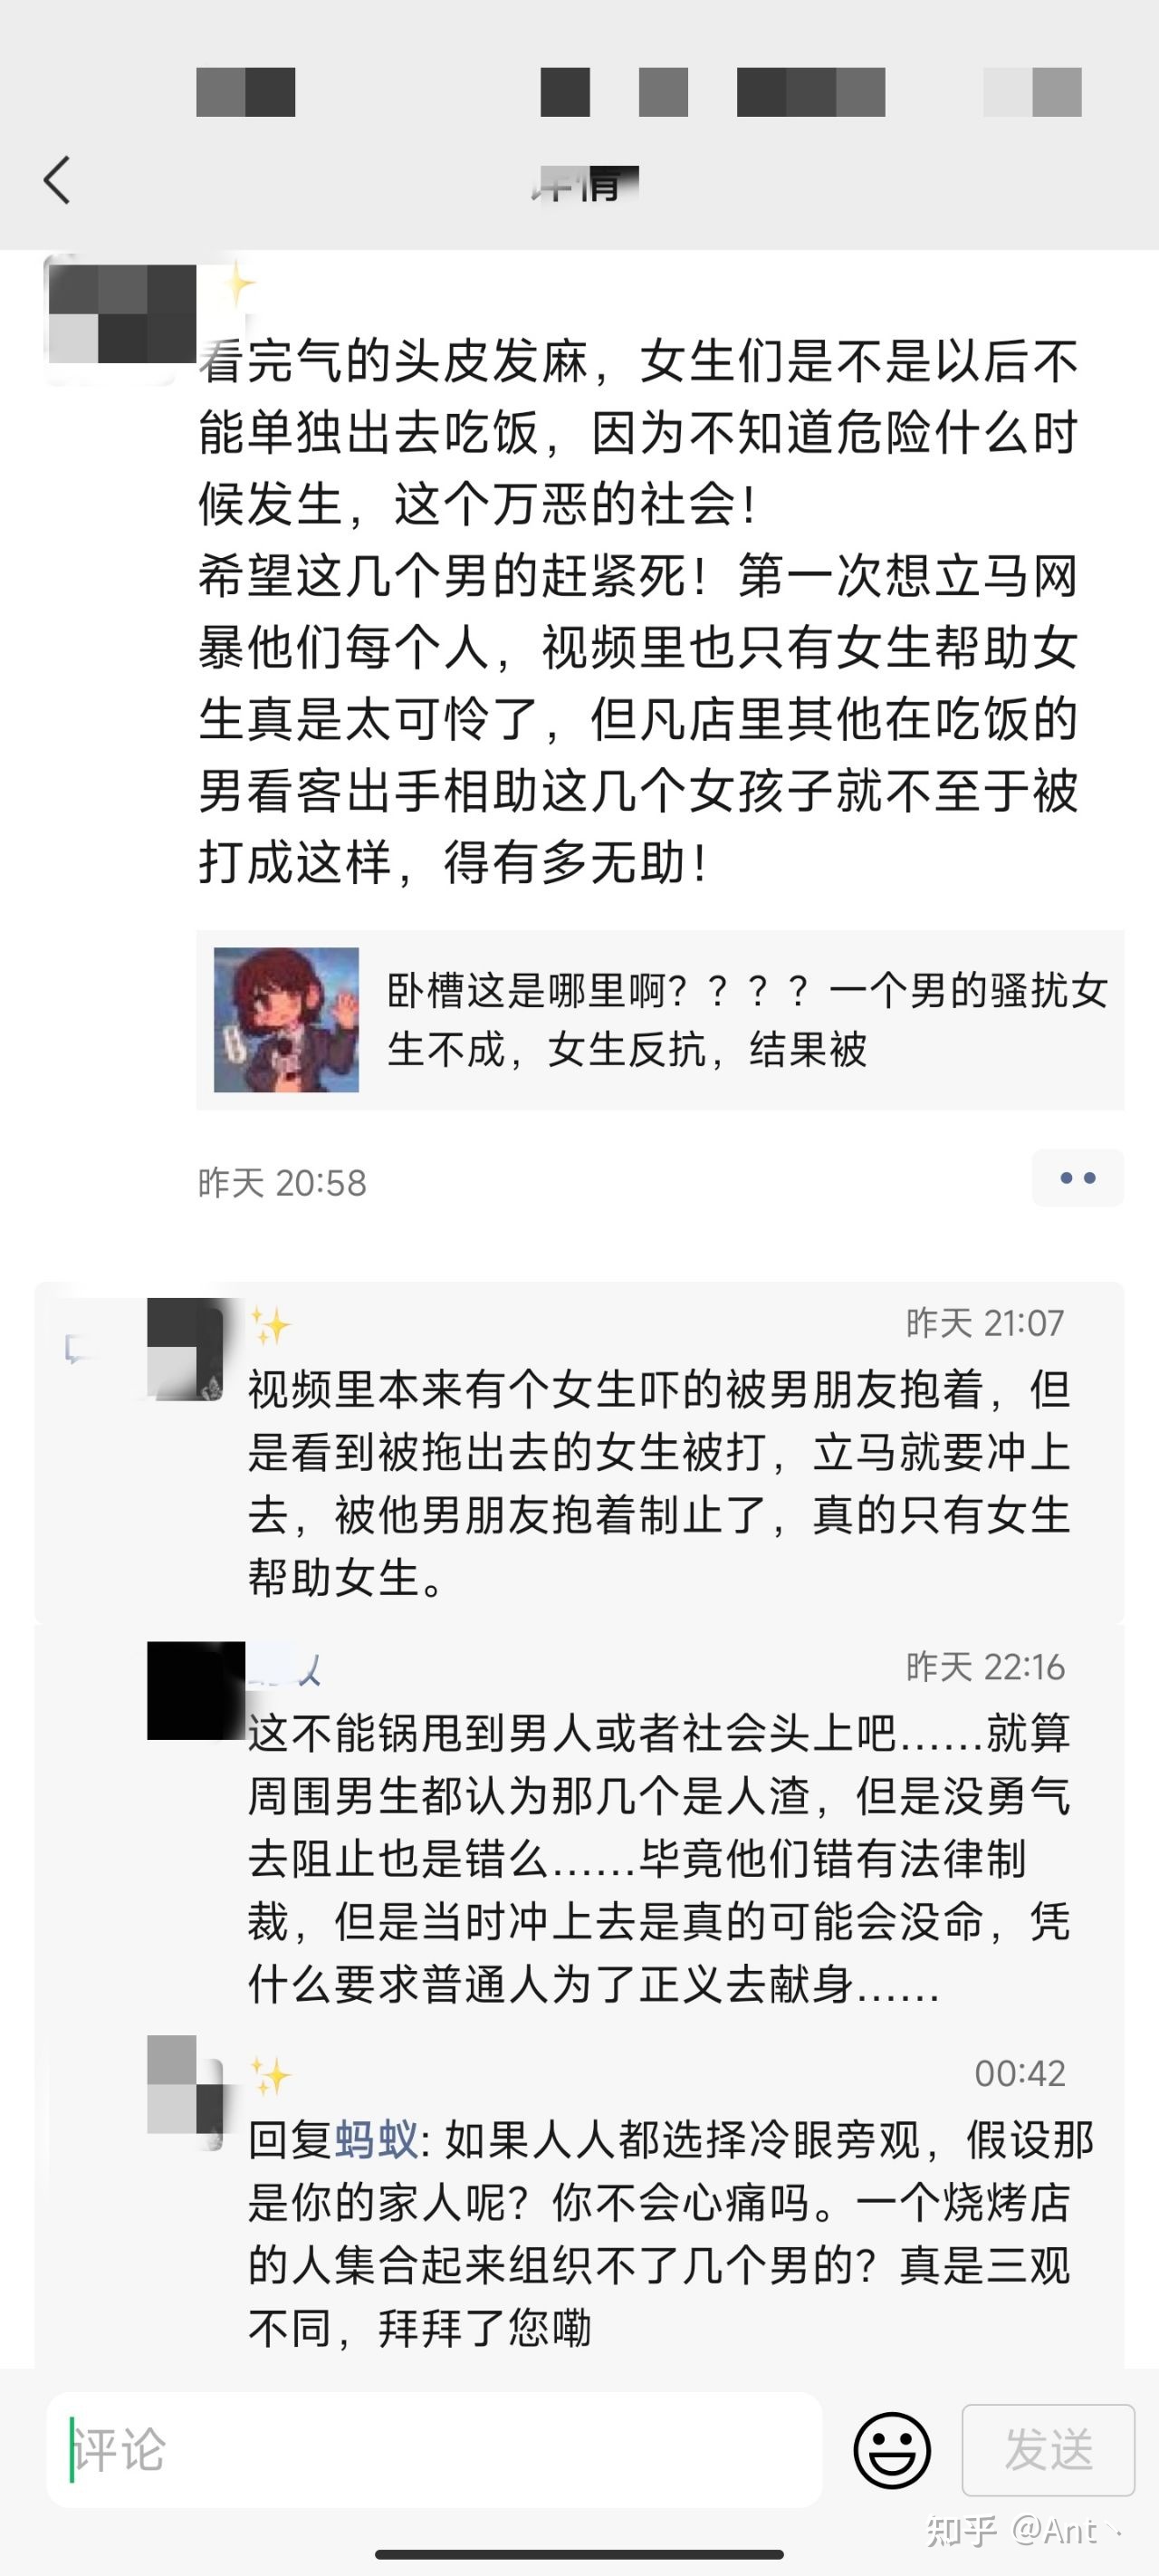 情
看完气的头皮发麻，女生们是不是以后不
能单独出去吃饭，因为不知道危险什么时
候发生，这个万恶的社会！
希望这几个男的赶紧死！第一次想立马网
暴他们每个人，视频里也只有女生帮助女
生真是太可怜了，但凡店里其他在吃饭的
男看客出手相助这几个女孩子就不至于被
打成这样，得有多无助！
卧槽这是哪里啊？？？？一个男的骚扰女
生不成，女生反抗，结果被
昨天 20:58
昨天 21:07
视频里本来有个女生吓的被男朋友抱着，但
是看到被拖出去的女生被打，立马就要冲上
去，被他男朋友抱着制止了，真的只有女生
帮助女生。
昨天 22:16
这不能锅甩到男人或者社会头上吧……就算
周围男生都认为那几个是人渣，但是没勇气
去阻止也是错么……毕竟他们错有法律制
裁，但是当时冲上去是真的可能会没命，凭
什么要求普通人为了正义去献身……
00:42
回复蚂蚁: 如果人人都选择冷眼旁观，假设那
是你的家人呢？你不会心痛吗。一个烧烤店
的人集合起来组织不了几个男的？真是三观
不同，拜拜了您嘞
评论
发送
知乎 @Ant丶